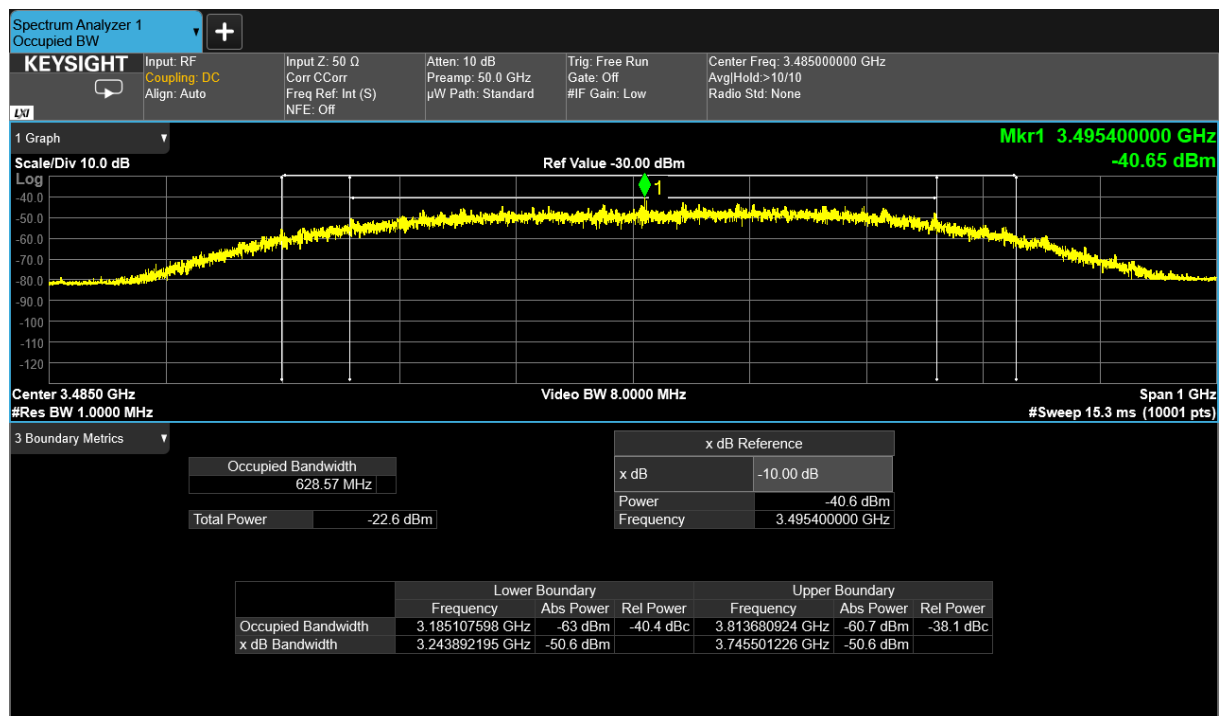 Spectrum Analyzer 1
Occupied BW
+
KEYSIGHT
LXI
Input: RF
Coupling: DC
Align: Auto
Input Z: 50 Ω
Corr CCorr
Freq Ref: Int (S)
NFE: Off
Atten: 10 dB
Preamp: 50.0 GHz
µW Path: Standard
Trig: Free Run
Gate: Off
#IF Gain: Low
Center Freq: 3.485000000 GHz
Avg|Hold:>10/10
Radio Std: None
1 Graph
Mkr1 3.495400000 GHz
Scale/Div 10.0 dB
Ref Value -30.00 dBm
-40.65 dBm
Log
1
-40.0
-50.0
-60.0
-70.0
-80.0
-90.0
-100
-110
-120
Center 3.4850 GHz
Video BW 8.0000 MHz
Span 1 GHz
#Res BW 1.0000 MHz
#Sweep 15.3 ms (10001 pts)
3 Boundary Metrics
Occupied Bandwidth
628.57 MHz
Total Power -22.6 dBm
x dB Reference
x dB -10.00 dB
Power -40.6 dBm
Frequency 3.495400000 GHz
Lower Boundary Upper Boundary
Frequency Abs Power Rel Power Frequency Abs Power Rel Power
Occupied Bandwidth 3.185107598 GHz -63 dBm -40.4 dBc 3.813680924 GHz -60.7 dBm -38.1 dBc
x dB Bandwidth 3.243892195 GHz -50.6 dBm 3.745501226 GHz -50.6 dBm